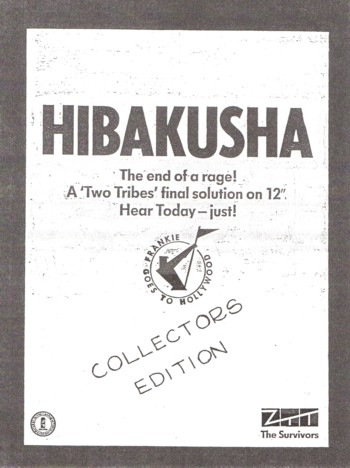 HIBAKUSHA
The end of a rage!
A 'Two Tribes' final solution on 12".
Hear Today – just!
FRANKIE
GOES TO HOLLYWOOD
COLLECTORS
EDITION
ZTT
The Survivors